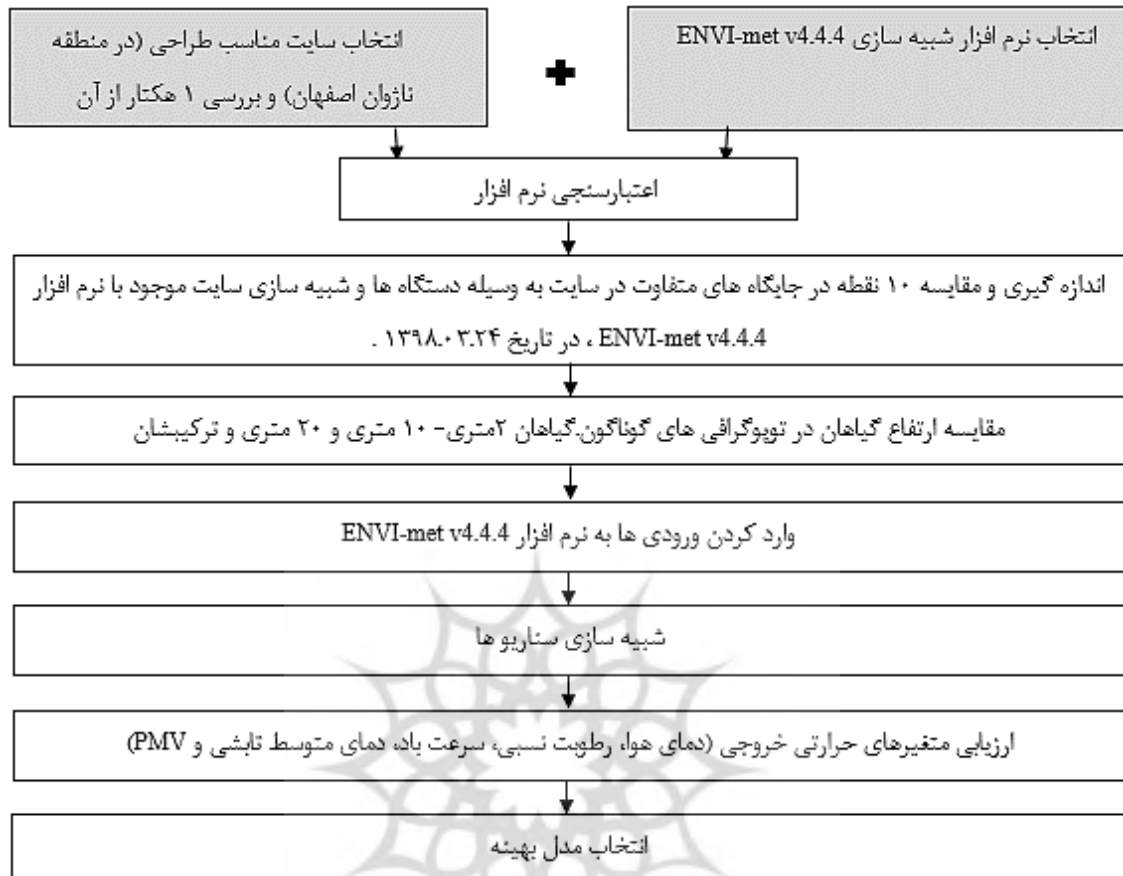 انتخاب سایت مناسب طراحی (در منطقه
ناژوان اصفهان) و بررسی ۱ هکتار از آن
انتخاب نرم افزار شبیه سازی ENVI-met v4.4.4
اعتبارسنجی نرم افزار
اندازه گیری و مقایسه ۱۰ نقطه در جایگاه های متفاوت در سایت به وسیله دستگاه ها و شبیه سازی سایت موجود با نرم افزار
ENVI-met v4.4.4 ، در تاریخ ۱۳۹۸.۰۳.۲۴ .
مقایسه ارتفاع گیاهان در توپوگرافی های گوناگون.گیاهان ۲متری- ۱۰ متری و ۲۰ متری و ترکیبشان
وارد کردن ورودی ها به نرم افزار ENVI-met v4.4.4
شبیه سازی سناریو ها
ارزیابی متغیرهای حرارتی خروجی (دمای هوا، رطوبت نسبی، سرعت باد، دمای متوسط تابشی و PMV)
انتخاب مدل بهینه